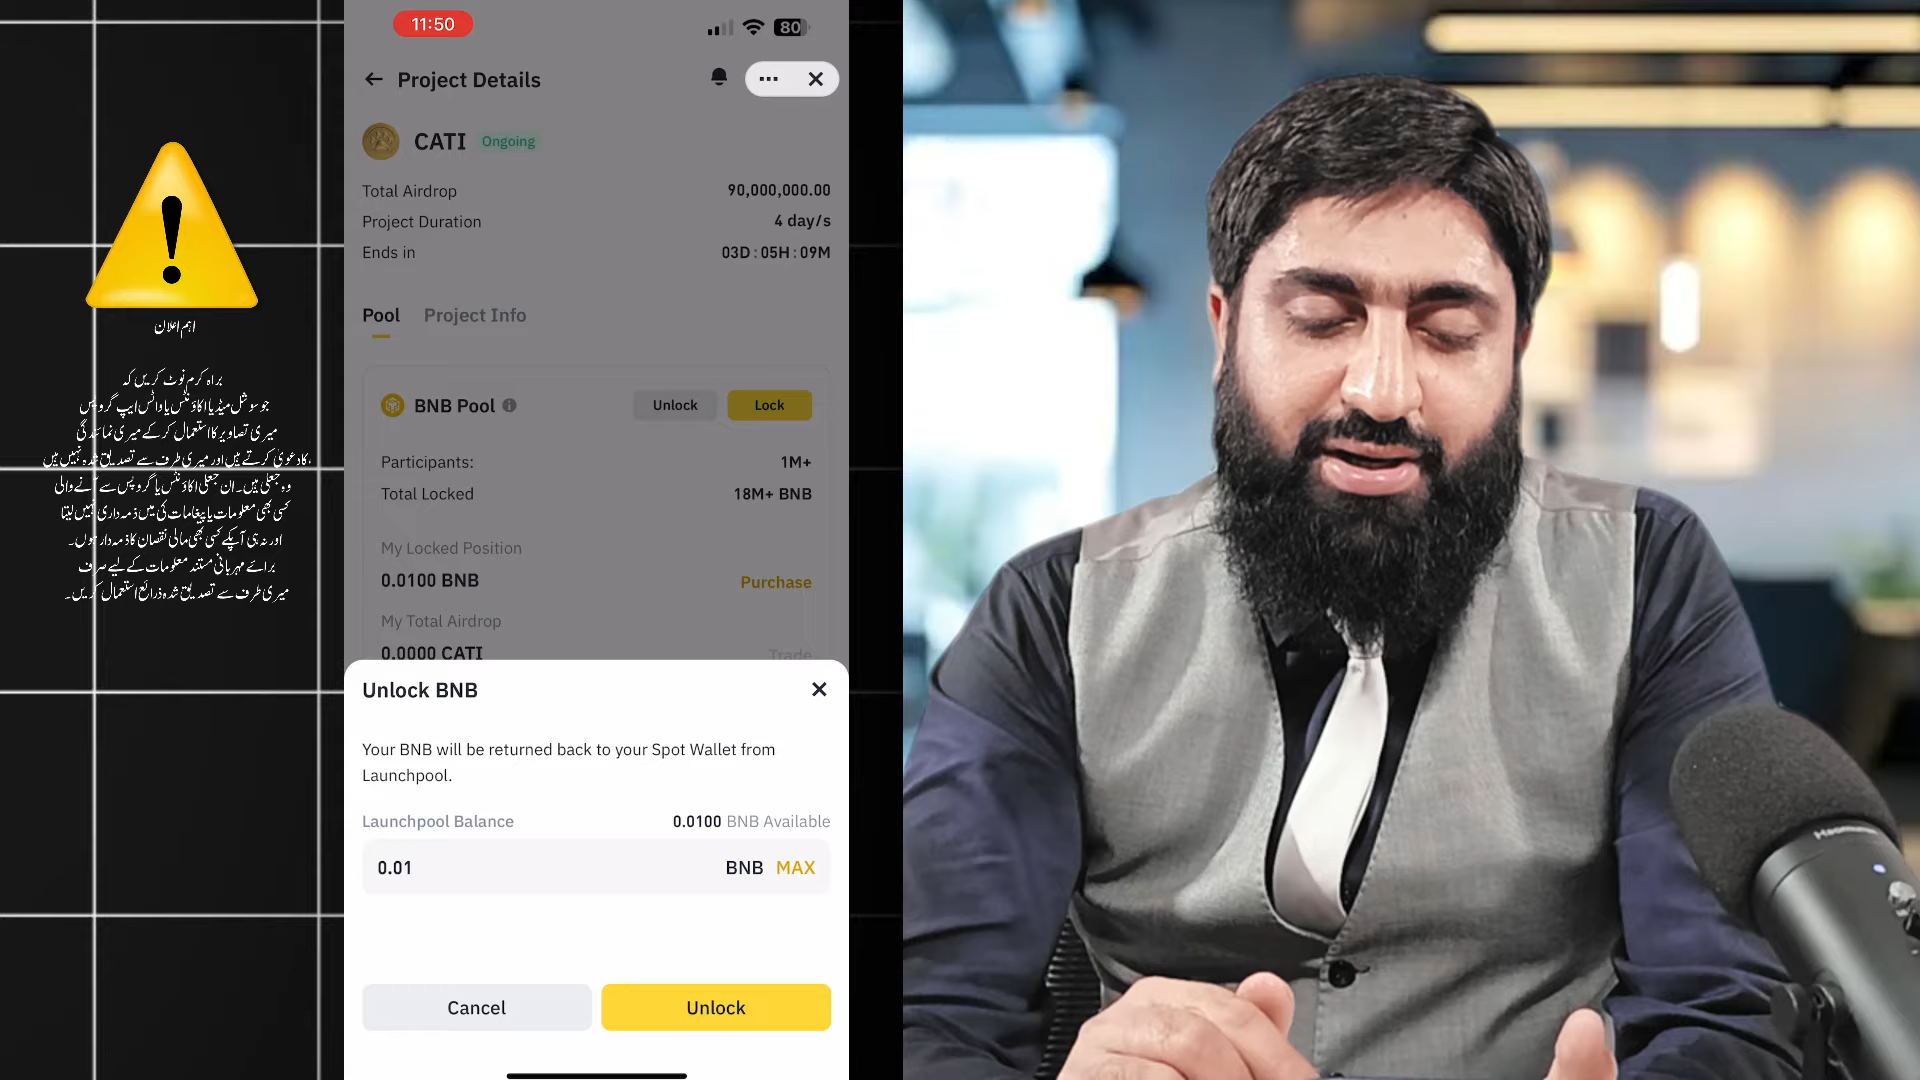 اہم اعلان
براہ کرم نوٹ کریں کہ
جو سوشل میڈیا اکاؤنٹس یا واٹس ایپ گروپس
میری تصاویر کا استعمال کر کے میری نمائندگی
کا دعویٰ کرتے ہیں اور میری طرف سے تصدیق شدہ نہیں ہیں،
وہ جعلی ہیں۔ ان جعلی اکاؤنٹس یا گروپس سے آنے والی
کسی بھی معلومات یا پیغامات کی میں ذمہ داری نہیں لیتا
اور نہ ہی آپکے کسی بھی مالی نقصان کا ذمہ دار ہوں۔
برائے مہربانی مستند معلومات کے لیے صرف
میری طرف سے تصدیق شدہ ذرائع استعمال کریں۔
11:50
80
Project Details
CATI Ongoing
Total Airdrop 90,000,000.00
Project Duration 4 day/s
Ends in 03D : 05H : 09M
Pool Project Info
BNB Pool Unlock Lock
Participants: 1M+
Total Locked 18M+ BNB
My Locked Position
0.0100 BNB Purchase
My Total Airdrop
0.0000 CATI Trade
Unlock BNB
Your BNB will be returned back to your Spot Wallet from
Launchpool.
Launchpool Balance 0.0100 BNB Available
0.01 BNB MAX
Cancel Unlock